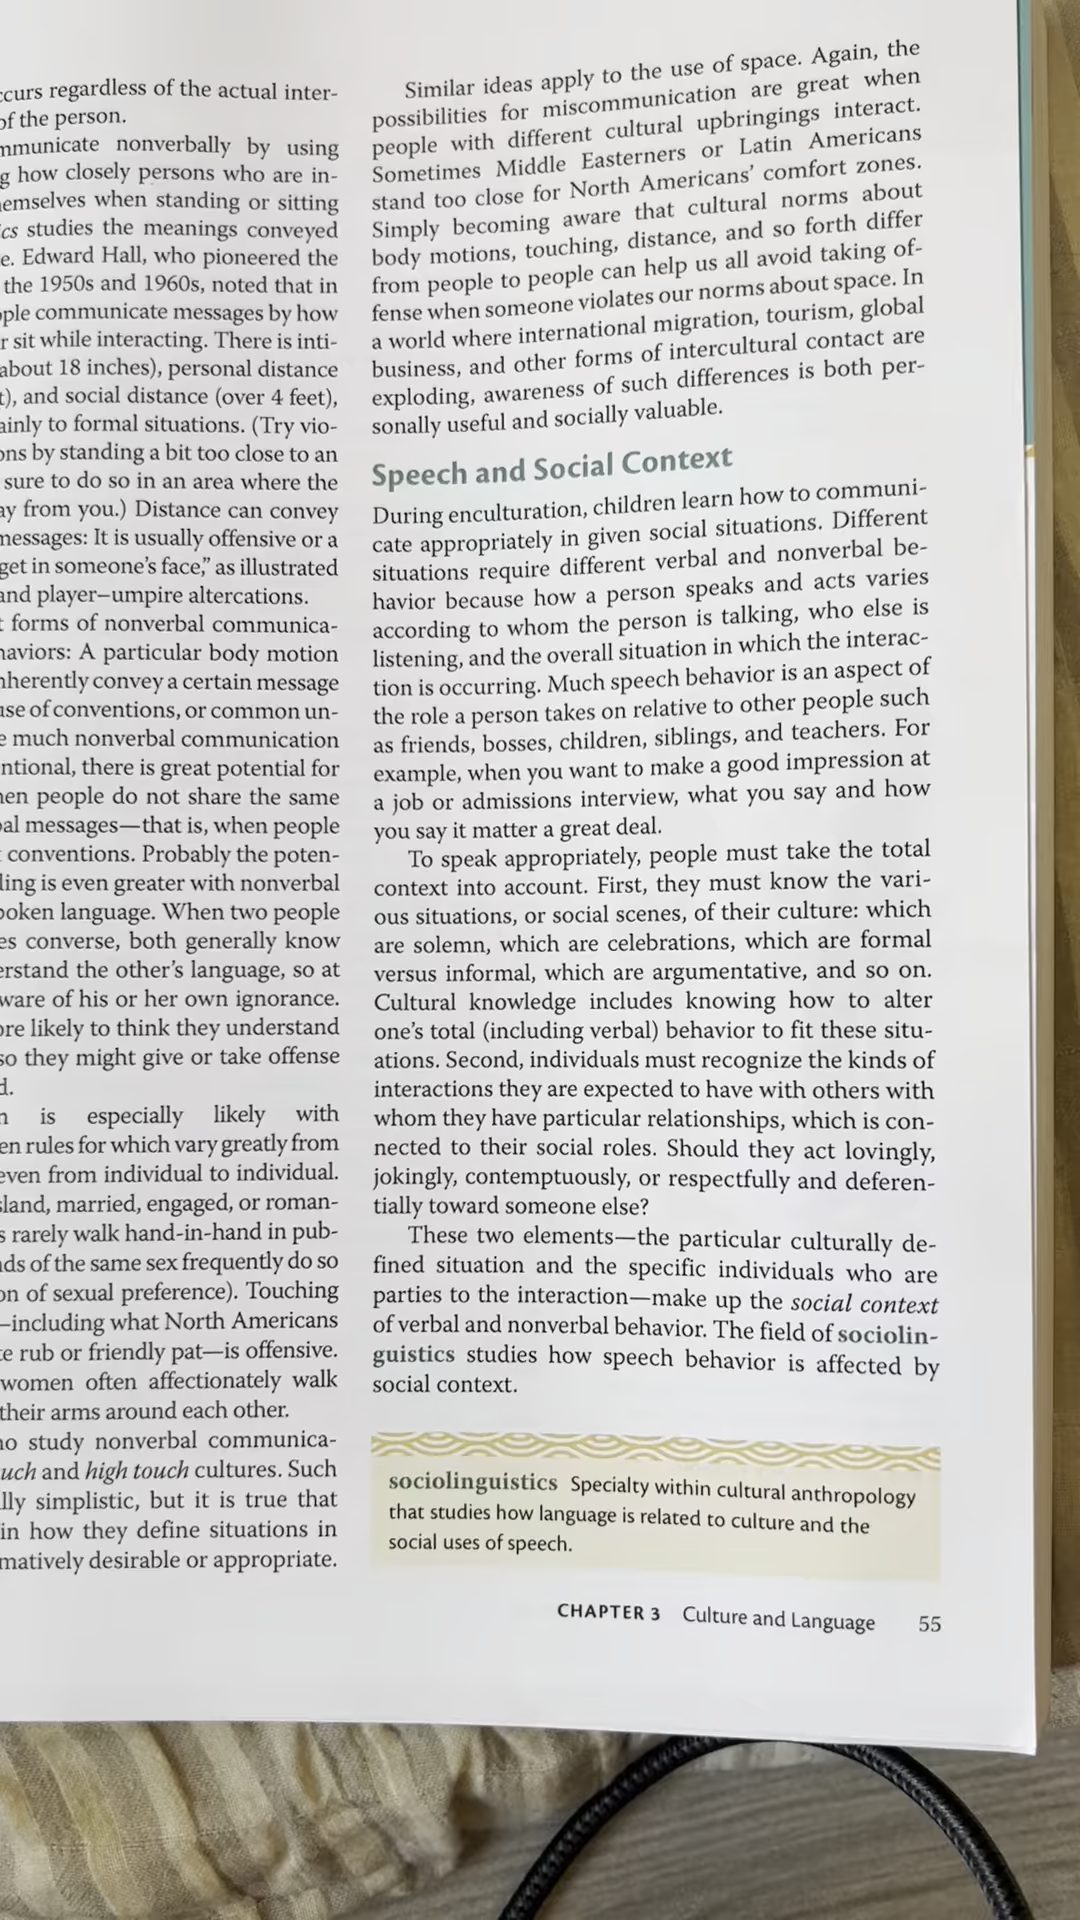 occurs regardless of the actual inter-
of the person.
communicate nonverbally by using
how closely persons who are in-
themselves when standing or sitting
studies the meanings conveyed
Edward Hall, who pioneered the
the 1950s and 1960s, noted that in
people communicate messages by how
sit while interacting. There is inti-
about 18 inches), personal distance
and social distance (over 4 feet),
mainly to formal situations. (Try vio-
by standing a bit too close to an
sure to do so in an area where the
from you.) Distance can convey
messages: It is usually offensive or a
get in someone's face," as illustrated
and player–umpire altercations.
forms of nonverbal communica-
behaviors: A particular body motion
inherently convey a certain message
of conventions, or common un-
much nonverbal communication
there is great potential for
when people do not share the same
messages—that is, when people
conventions. Probably the poten-
is even greater with nonverbal
spoken language. When two people
converse, both generally know
the other's language, so at
aware of his or her own ignorance.
more likely to think they understand
so they might give or take offense
is especially likely with
rules for which vary greatly from
even from individual to individual.
married, engaged, or roman-
rarely walk hand-in-hand in pub-
of the same sex frequently do so
of sexual preference). Touching
—including what North Americans
rub or friendly pat—is offensive.
women often affectionately walk
their arms around each other.
who study nonverbal communica-
touch and high touch cultures. Such
simplistic, but it is true that
in how they define situations in
desirable or appropriate.
Similar ideas apply to the use of space. Again, the
possibilities for miscommunication are great when
people with different cultural upbringings interact.
Sometimes Middle Easterners or Latin Americans
stand too close for North Americans' comfort zones.
Simply becoming aware that cultural norms about
body motions, touching, distance, and so forth differ
from people to people can help us all avoid taking of-
fense when someone violates our norms about space. In
a world where international migration, tourism, global
business, and other forms of intercultural contact are
exploding, awareness of such differences is both per-
sonally useful and socially valuable.
Speech and Social Context
During enculturation, children learn how to communi-
cate appropriately in given social situations. Different
situations require different verbal and nonverbal be-
havior because how a person speaks and acts varies
according to whom the person is talking, who else is
listening, and the overall situation in which the interac-
tion is occurring. Much speech behavior is an aspect of
the role a person takes on relative to other people such
as friends, bosses, children, siblings, and teachers. For
example, when you want to make a good impression at
a job or admissions interview, what you say and how
you say it matter a great deal.
To speak appropriately, people must take the total
context into account. First, they must know the vari-
ous situations, or social scenes, of their culture: which
are solemn, which are celebrations, which are formal
versus informal, which are argumentative, and so on.
Cultural knowledge includes knowing how to alter
one's total (including verbal) behavior to fit these situ-
ations. Second, individuals must recognize the kinds of
interactions they are expected to have with others with
whom they have particular relationships, which is con-
nected to their social roles. Should they act lovingly,
jokingly, contemptuously, or respectfully and deferen-
tially toward someone else?
These two elements—the particular culturally de-
fined situation and the specific individuals who are
parties to the interaction—make up the social context
of verbal and nonverbal behavior. The field of sociolin-
guistics studies how speech behavior is affected by
social context.
sociolinguistics Specialty within cultural anthropology
that studies how language is related to culture and the
social uses of speech.
CHAPTER 3 Culture and Language 55